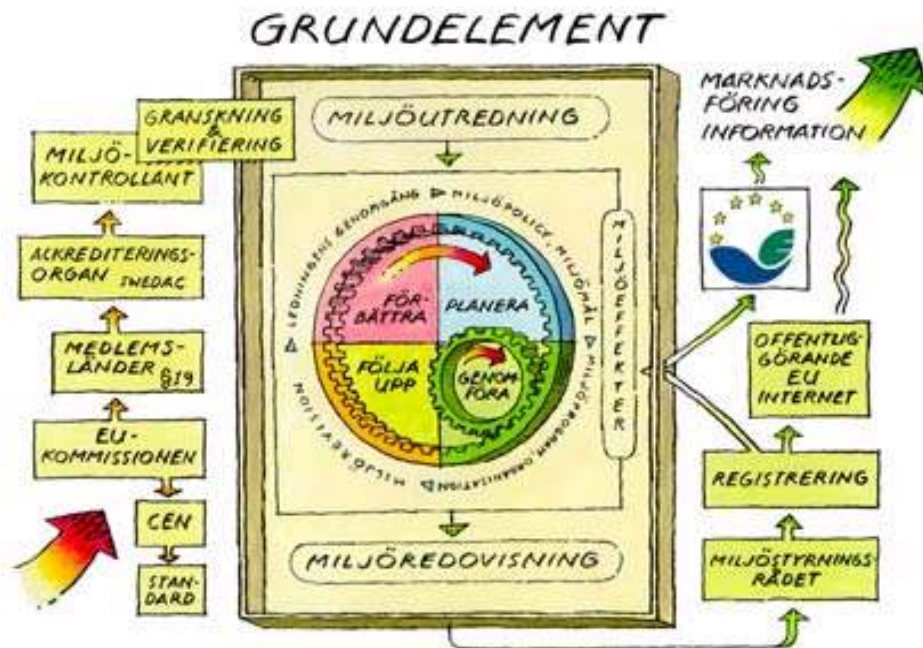 GRUNDELEMENT
GRANSKNING
&
VERIFIERING
MILJÖ-
KONTROLLANT
ACKREDITERINGS-
ORGAN SWEDAC
MEDLEMS-
LÄNDER §19
EU-
KOMMISSIONEN
CEN
STAN-
DARD
MILJÖUTREDNING
LEDNINGENS GENOMGÅNG
MILJÖPOLICY, MILJÖMÅL
MILJÖPROGRAM ORGANISATION
MILJÖREVISION
FÖR-
BÄTTRA
PLANERA
FÖLJA
UPP
GENOM-
FÖRA
MILJÖEFFEKTER
MILJÖREDOVISNING
MARKNADS-
FÖRING
INFORMATION
OFFENTLIG-
GÖRANDE
EU
INTERNET
REGISTRERING
MILJÖSTYRNINGS-
RÅDET